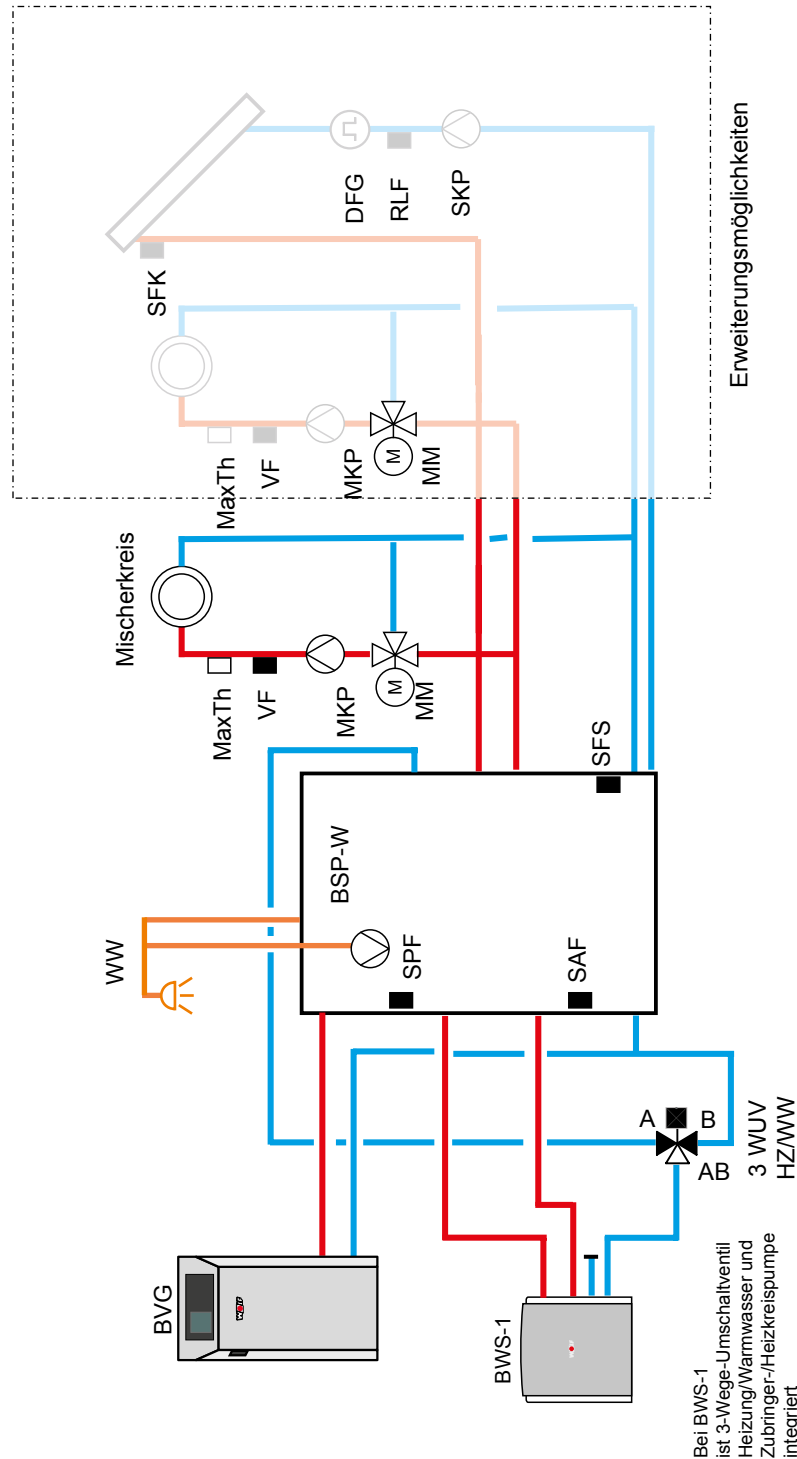 BVG
BWS-1
Bei BWS-1
ist 3-Wege-Umschaltventil
Heizung/Warmwasser und
Zubringer-/Heizkreispumpe
integriert
WW
BSP-W
SPF
SAF
SFS
A
B
AB
3 WUV
HZ/WW
Mischerkreis
MaxTh
VF
MKP
M
MM
MaxTh
VF
MKP
M
MM
SFK
DFG
RLF
SKP
Erweiterungsmöglichkeiten